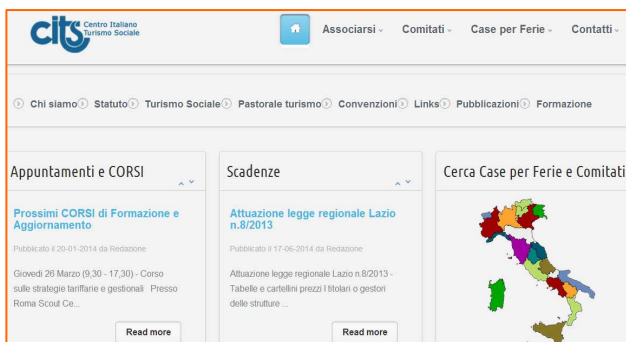 cits Centro Italiano
Turismo Sociale
Associarsi Comitati Case per Ferie Contatti
Chi siamo Statuto Turismo Sociale Pastorale turismo Convenzioni Links Pubblicazioni Formazione
Appuntamenti e CORSI
Prossimi CORSI di Formazione e
Aggiornamento
Pubblicato il 20-01-2014 da Redazione
Giovedi 26 Marzo (9,30 - 17,30) - Corso
sulle strategie tariffarie e gestionali Presso
Roma Scout Ce...
Read more
Scadenze
Attuazione legge regionale Lazio
n.8/2013
Pubblicato il 17-06-2014 da Redazione
Attuazione legge regionale Lazio n.8/2013 -
Tabelle e cartellini prezzi I titolari o gestori
delle strutture ...
Read more
Cerca Case per Ferie e Comitati